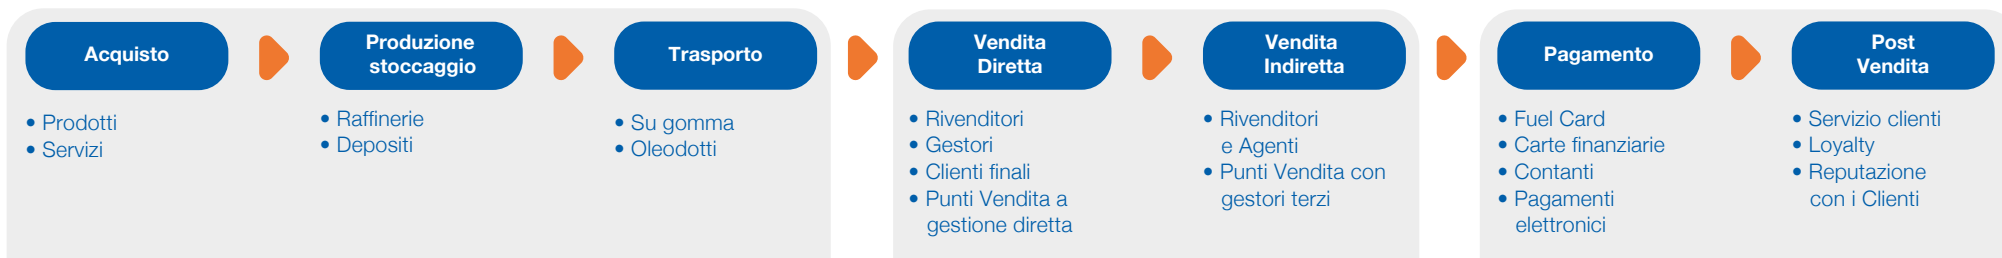 Acquisto
• Prodotti
• Servizi
Produzione
stoccaggio
• Raffinerie
• Depositi
Trasporto
• Su gomma
• Oleodotti
Vendita
Diretta
• Rivenditori
• Gestori
• Clienti finali
• Punti Vendita a
gestione diretta
Vendita
Indiretta
• Rivenditori
e Agenti
• Punti Vendita con
gestori terzi
Pagamento
• Fuel Card
• Carte finanziarie
• Contanti
• Pagamenti
elettronici
Post
Vendita
• Servizio clienti
• Loyalty
• Reputazione
con i Clienti